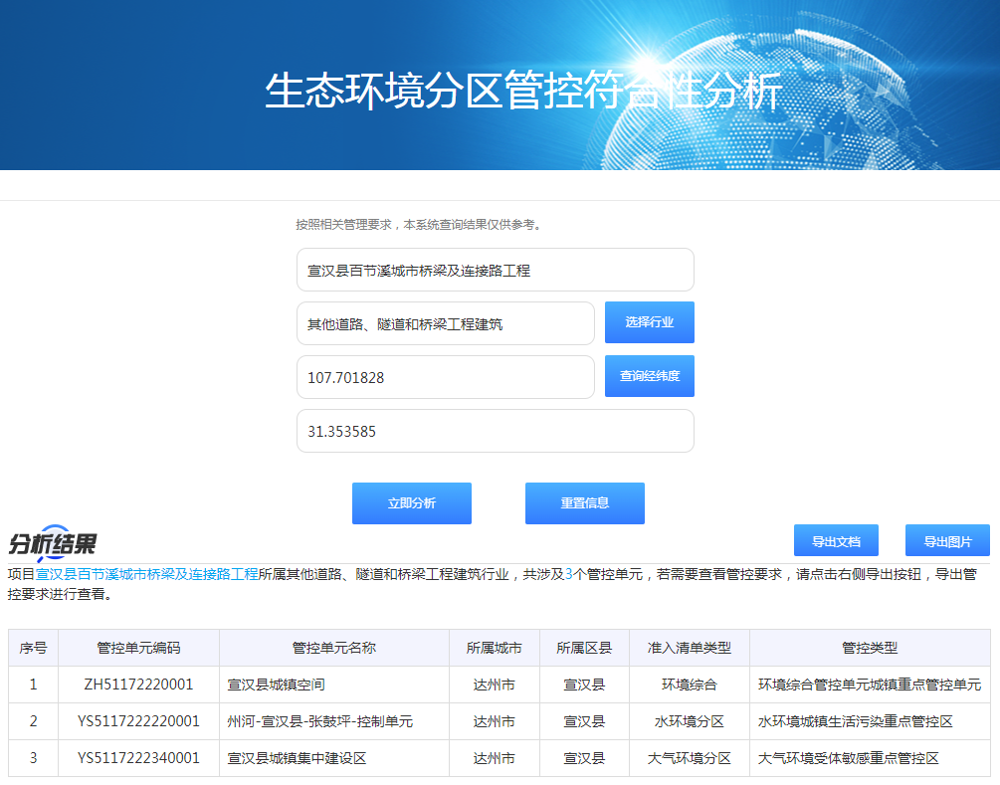 生态环境分区管控符合性分析
按照相关管理要求，本系统查询结果仅供参考。
宣汉县百节溪城市桥梁及连接路工程
其他道路、隧道和桥梁工程建筑 选择行业
107.701828 查询经纬度
31.353585
立即分析 重置信息
分析结果 导出文档 导出图片
项目宣汉县百节溪城市桥梁及连接路工程所属其他道路、隧道和桥梁工程建筑行业，共涉及3个管控单元，若需要查看管控要求，请点击右侧导出按钮，导出管
控要求进行查看。
序号 管控单元编码 管控单元名称 所属城市 所属区县 准入清单类型 管控类型
1 ZH51172220001 宣汉县城镇空间 达州市 宣汉县 环境综合 环境综合管控单元城镇重点管控单元
2 YS5117222220001 州河-宣汉县-张鼓坪-控制单元 达州市 宣汉县 水环境分区 水环境城镇生活污染重点管控区
3 YS5117222340001 宣汉县城镇集中建设区 达州市 宣汉县 大气环境分区 大气环境受体敏感重点管控区